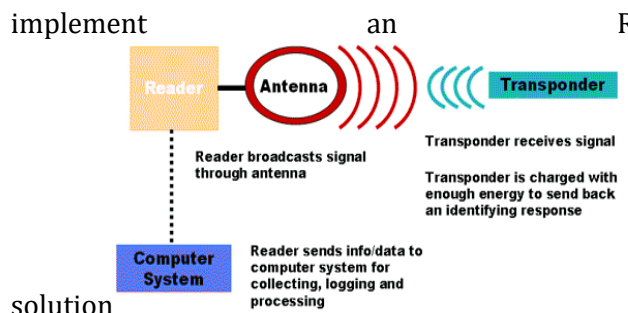 implement an R
Reader
Antenna
Transponder
Reader broadcasts signal
through antenna
Transponder receives signal
Transponder is charged with
enough energy to send back
an identifying response
Computer
System
Reader sends info/data to
computer system for
collecting, logging and
processing
solution